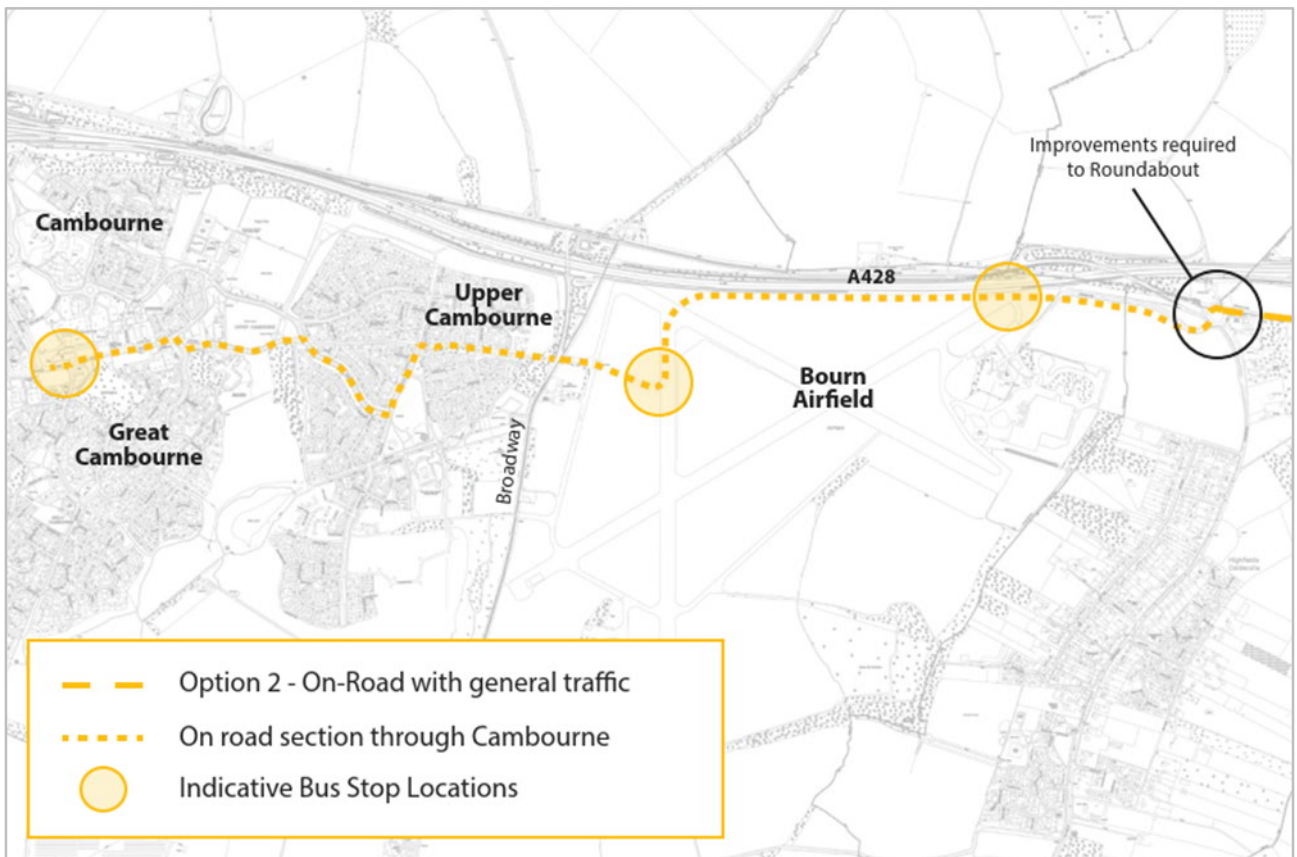 Improvements required
to Roundabout
Cambourne
A428
Upper
Cambourne
Bourn
Airfield
Great
Cambourne
Broadway
Option 2 - On-Road with general traffic
On road section through Cambourne
Indicative Bus Stop Locations